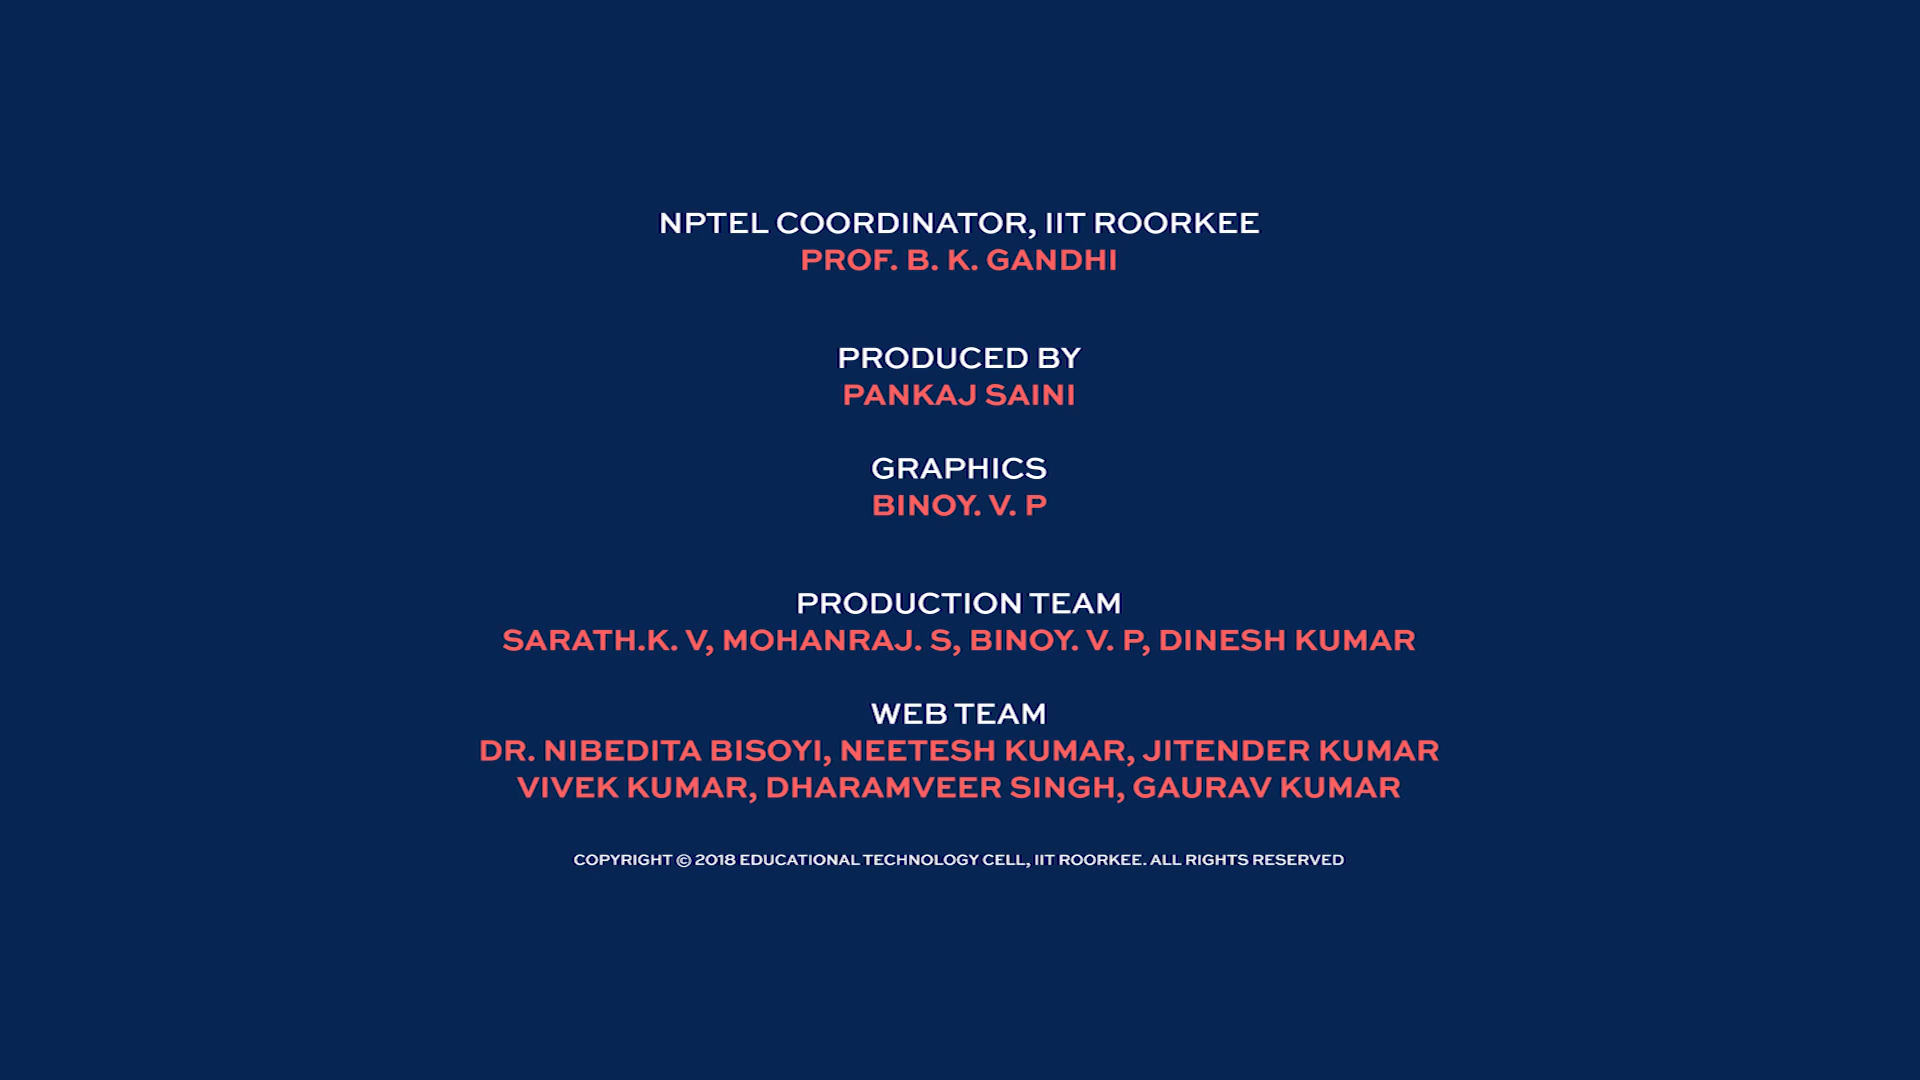 NPTEL COORDINATOR, IIT ROORKEE
PROF. B. K. GANDHI
PRODUCED BY
PANKAJ SAINI
GRAPHICS
BINOY. V. P
PRODUCTION TEAM
SARATH.K. V, MOHANRAJ. S, BINOY. V. P, DINESH KUMAR
WEB TEAM
DR. NIBEDITA BISOYI, NEETESH KUMAR, JITENDER KUMAR
VIVEK KUMAR, DHARAMVEER SINGH, GAURAV KUMAR
COPYRIGHT © 2018 EDUCATIONAL TECHNOLOGY CELL, IIT ROORKEE. ALL RIGHTS RESERVED